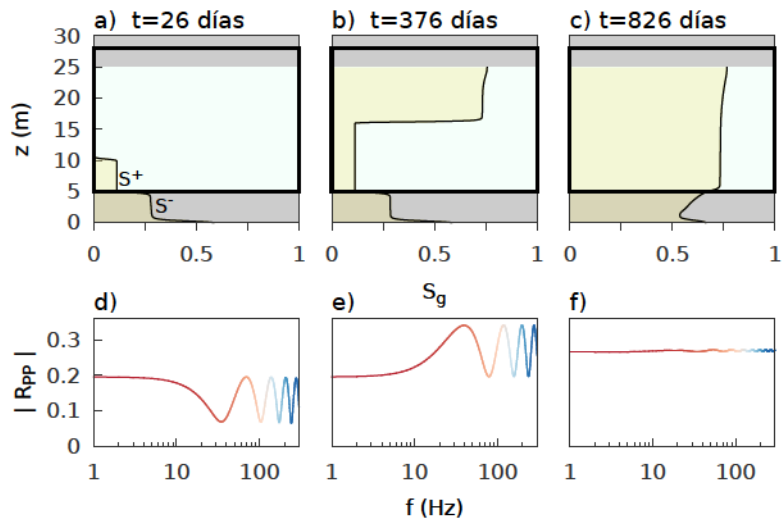 a) t=26 días b) t=376 días c) t=826 días
30
25
20
15
10
5
0
z (m)
S+
S-
0 0.5 1 0 0.5 1 0 0.5 1
Sg
d) e) f)
0.3
0.2
0.1
0
| RPP |
1 10 100 1 10 100 1 10 100
f (Hz)